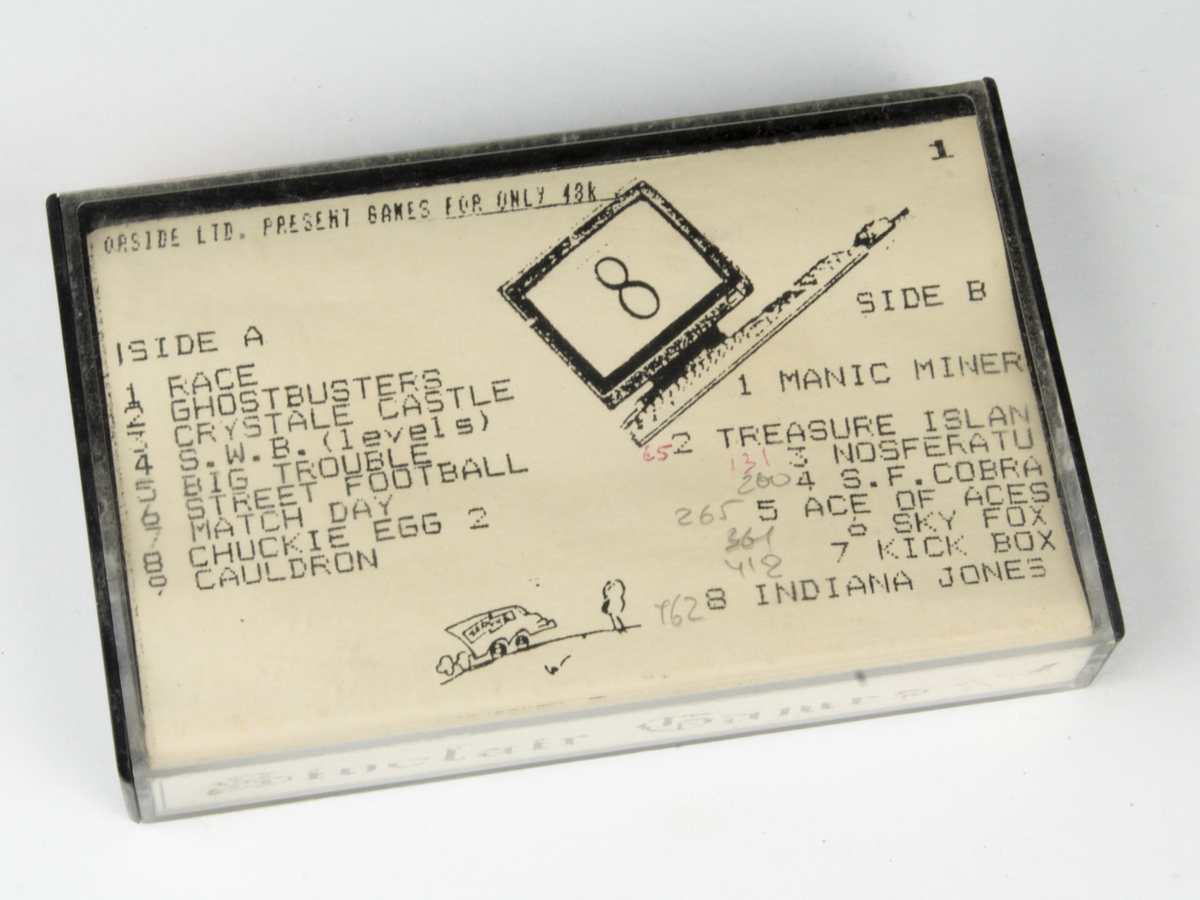 ORSIDE LTD. PRESENT GAMES FOR ONLY 48k
1
8
SIDE A
1 RACE
2 GHOSTBUSTERS
3 CRYSTALE CASTLE
4 S.W.B.(levels)
5 BIG TROUBLE
6 STREET FOOTBALL
7 MATCH DAY
8 CHUCKIE EGG 2
9 CAULDRON
SIDE B
1 MANIC MINER
65 2 TREASURE ISLAN
131 3 NOSFERATU
200 4 S.F.COBRA
265 5 ACE OF ACES
361 6 SKY FOX
412 7 KICK BOX
462 8 INDIANA JONES
Sinclair Games